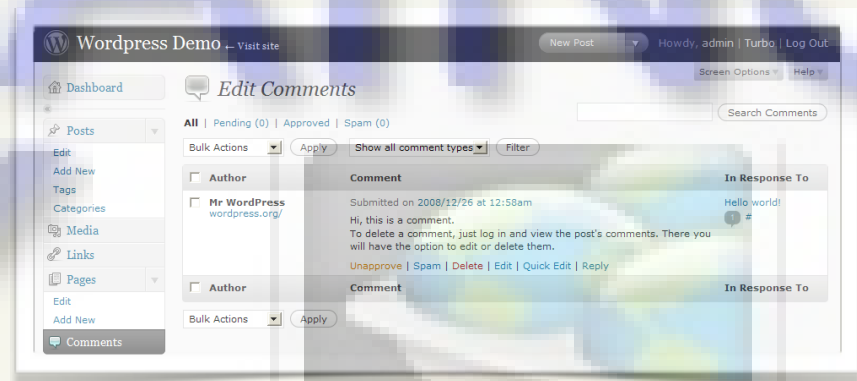 Wordpress Demo ← Visit site
New Post
Howdy, admin | Turbo | Log Out
Screen Options
Help
Dashboard
Edit Comments
Search Comments
All | Pending (0) | Approved | Spam (0)
Posts
Bulk Actions
Apply
Show all comment types
Filter
Edit
Add New
Tags
Categories
Media
Links
Pages
Edit
Add New
Comments
Author
Comment
In Response To
Mr WordPress
wordpress.org/
Submitted on 2008/12/26 at 12:58am
Hi, this is a comment.
To delete a comment, just log in and view the post's comments. There you
will have the option to edit or delete them.
Unapprove | Spam | Delete | Edit | Quick Edit | Reply
Hello world!
1 #
Author
Comment
In Response To
Bulk Actions
Apply